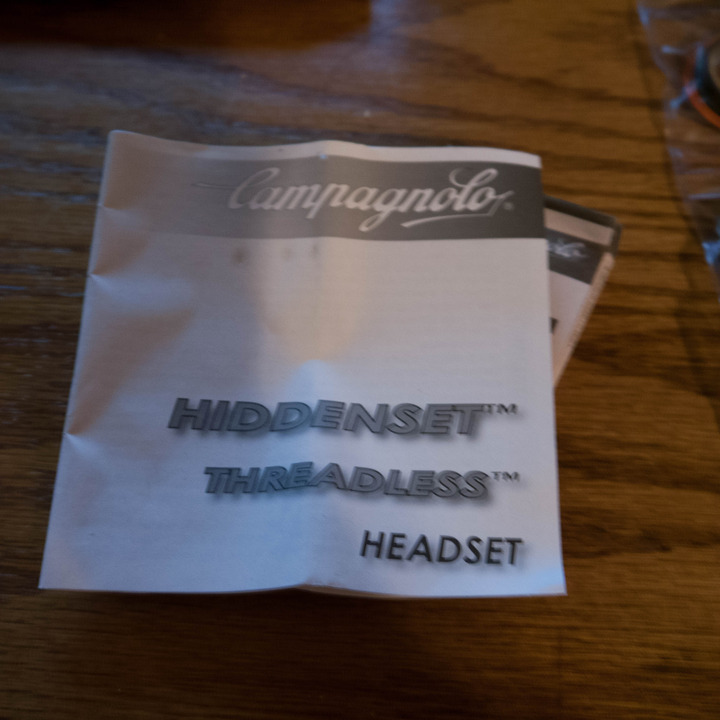 Campagnolo®
HIDDENSET™
THREADLESS™
HEADSET